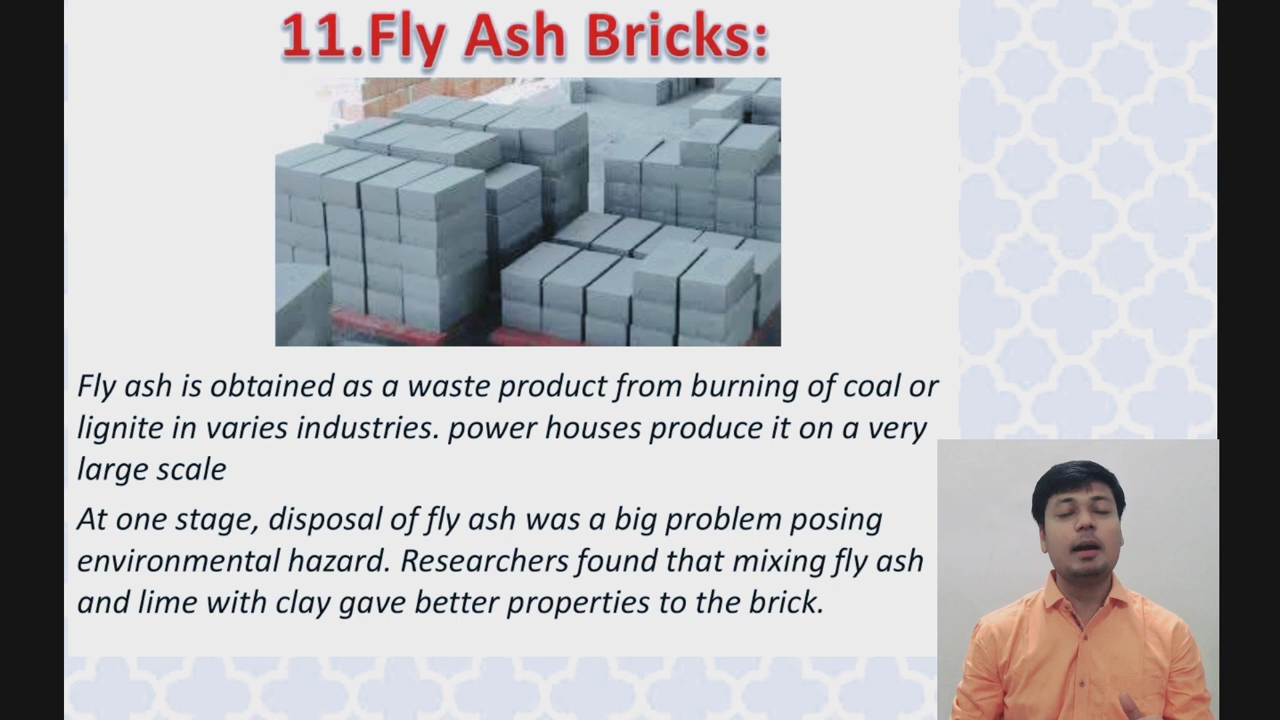 11.Fly Ash Bricks:
Fly ash is obtained as a waste product from burning of coal or
lignite in varies industries. power houses produce it on a very
large scale
At one stage, disposal of fly ash was a big problem posing
environmental hazard. Researchers found that mixing fly ash
and lime with clay gave better properties to the brick.